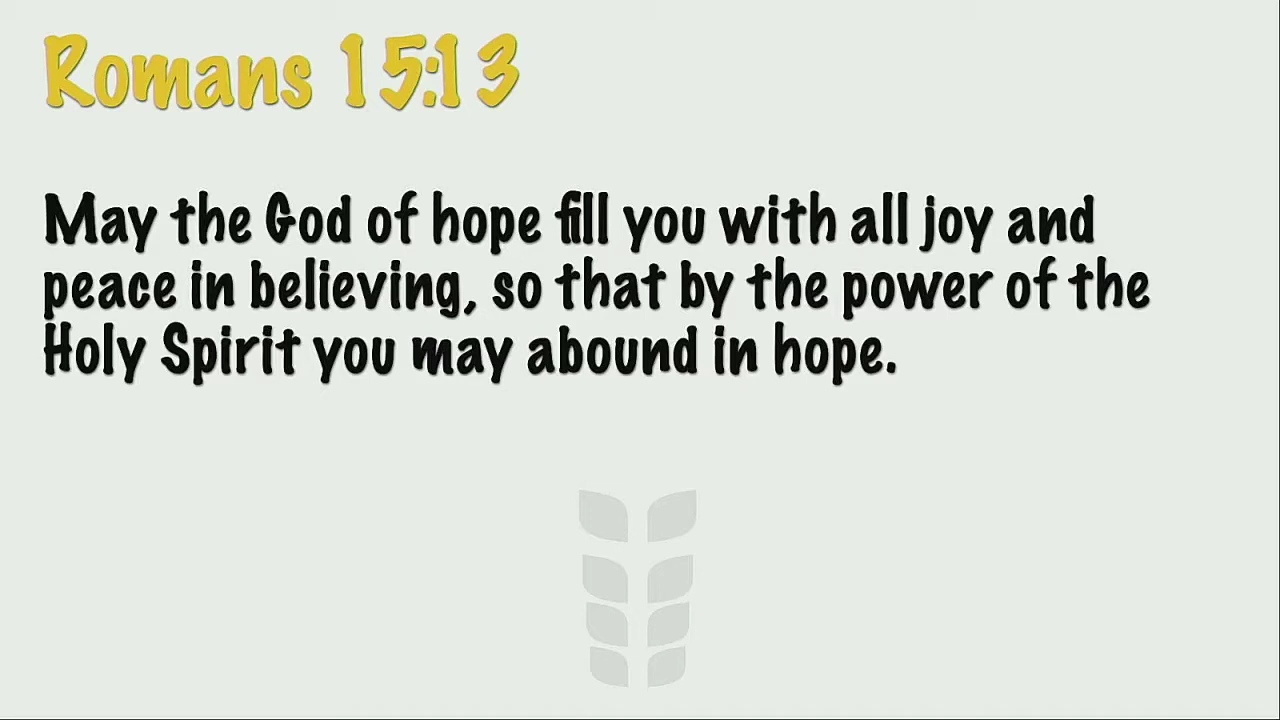 Romans 15:13
May the God of hope fill you with all joy and
peace in believing, so that by the power of the
Holy Spirit you may abound in hope.